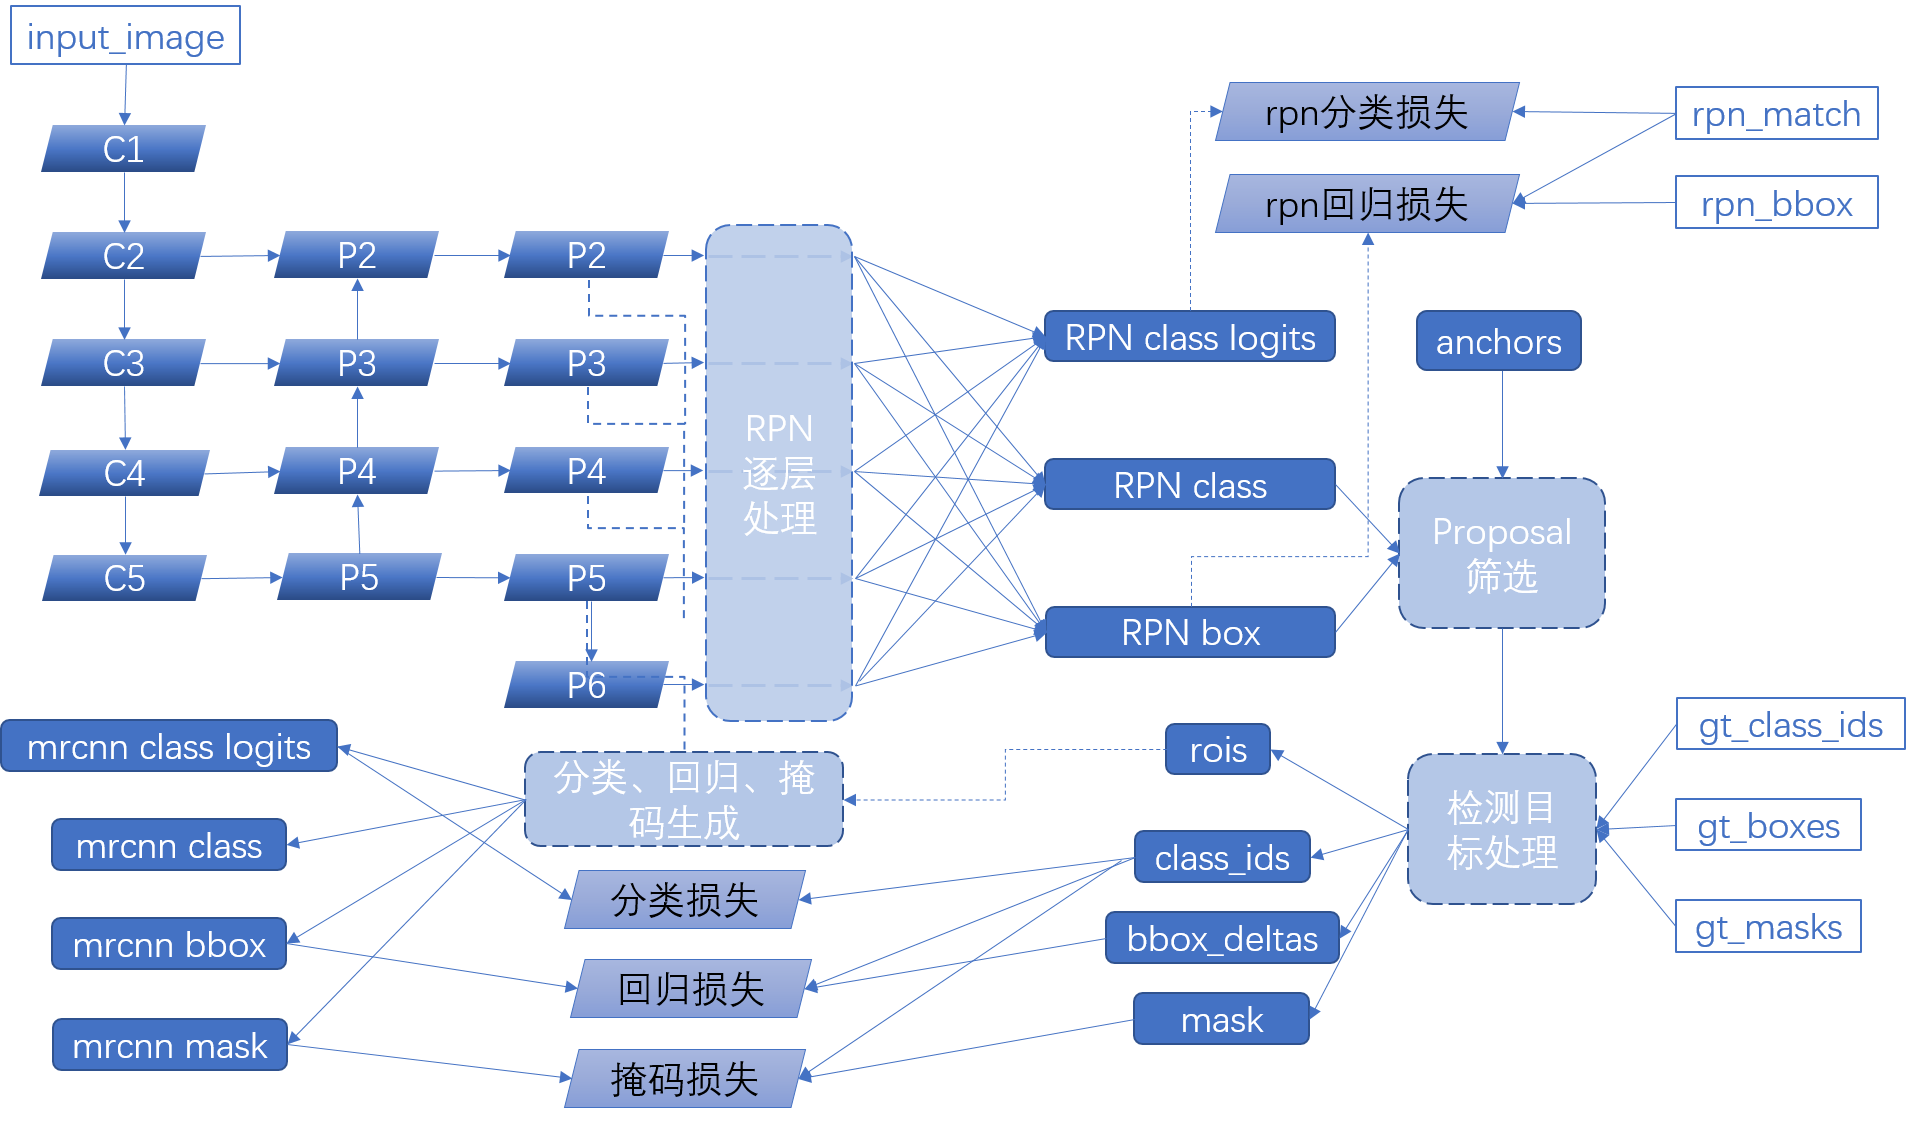 input_image
C1
C2
C3
C4
C5
P2
P3
P4
P5
P2
P3
P4
P5
P6
RPN
逐层
处理
RPN class logits
RPN class
RPN box
rpn分类损失
rpn回归损失
rpn_match
rpn_bbox
anchors
Proposal
筛选
检测目
标处理
gt_class_ids
gt_boxes
gt_masks
rois
class_ids
bbox_deltas
mask
分类、回归、掩
码生成
mrcnn class logits
mrcnn class
mrcnn bbox
mrcnn mask
分类损失
回归损失
掩码损失